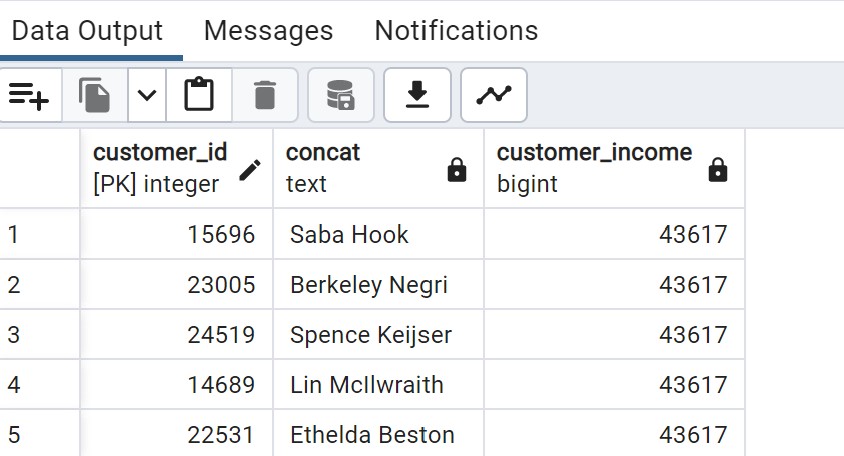 Data Output Messages Notifications
customer_id concat customer_income
[PK] integer text bigint
1 15696 Saba Hook 43617
2 23005 Berkeley Negri 43617
3 24519 Spence Keijser 43617
4 14689 Lin McIlwraith 43617
5 22531 Ethelda Beston 43617